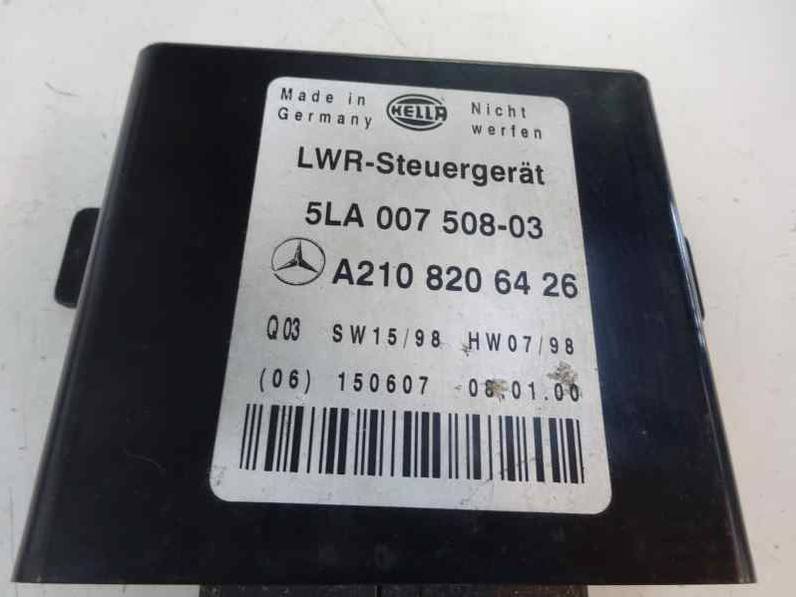 Made in Germany
HELLA
Nicht werfen
LWR-Steuergerät
5LA 007 508-03
A210 820 64 26
Q03 SW15/98 HW07/98
(06) 150607 08.01.00